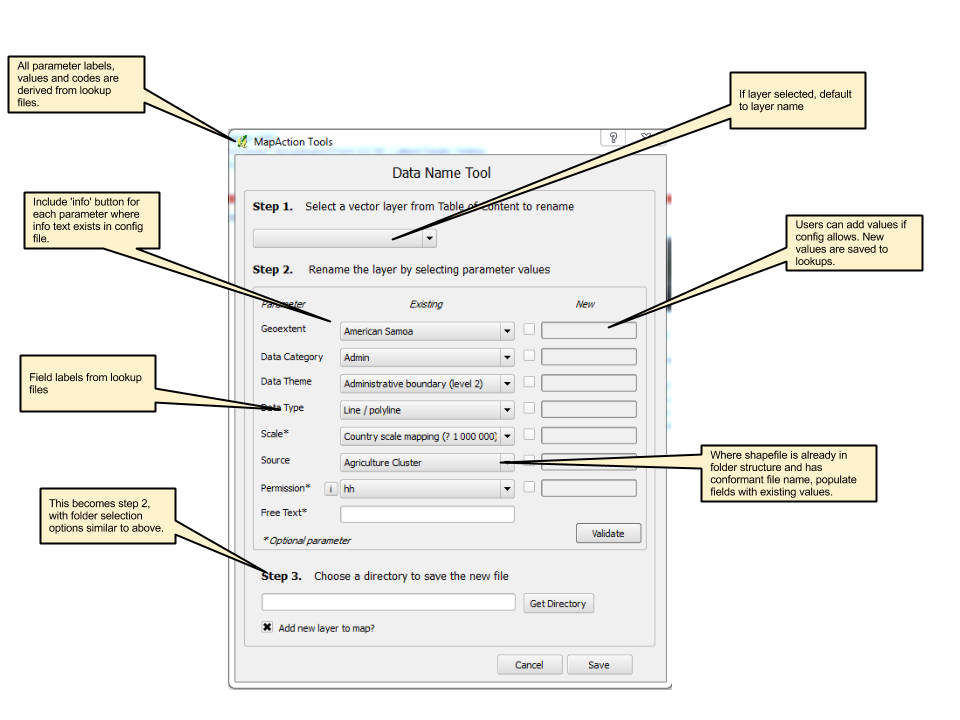 All parameter labels,
values and codes are
derived from lookup
files.
If layer selected, default
to layer name
MapAction Tools
Data Name Tool
Include 'info' button for
each parameter where
info text exists in config
file.
Step 1. Select a vector layer from Table of Content to rename
Users can add values if
config allows. New
values are saved to
lookups.
Step 2. Rename the layer by selecting parameter values
Parameter Existing New
Geoextent American Samoa
Data Category Admin
Data Theme Administrative boundary (level 2)
Field labels from lookup
files
Data Type Line / polyline
Scale* Country scale mapping (? 1 000 000)
Source Agriculture Cluster
Where shapefile is already in
folder structure and has
conformant file name, populate
fields with existing values.
Permission* i hh
Free Text*
This becomes step 2,
with folder selection
options similar to above.
*Optional parameter
Validate
Step 3. Choose a directory to save the new file
Get Directory
Add new layer to map?
Cancel Save